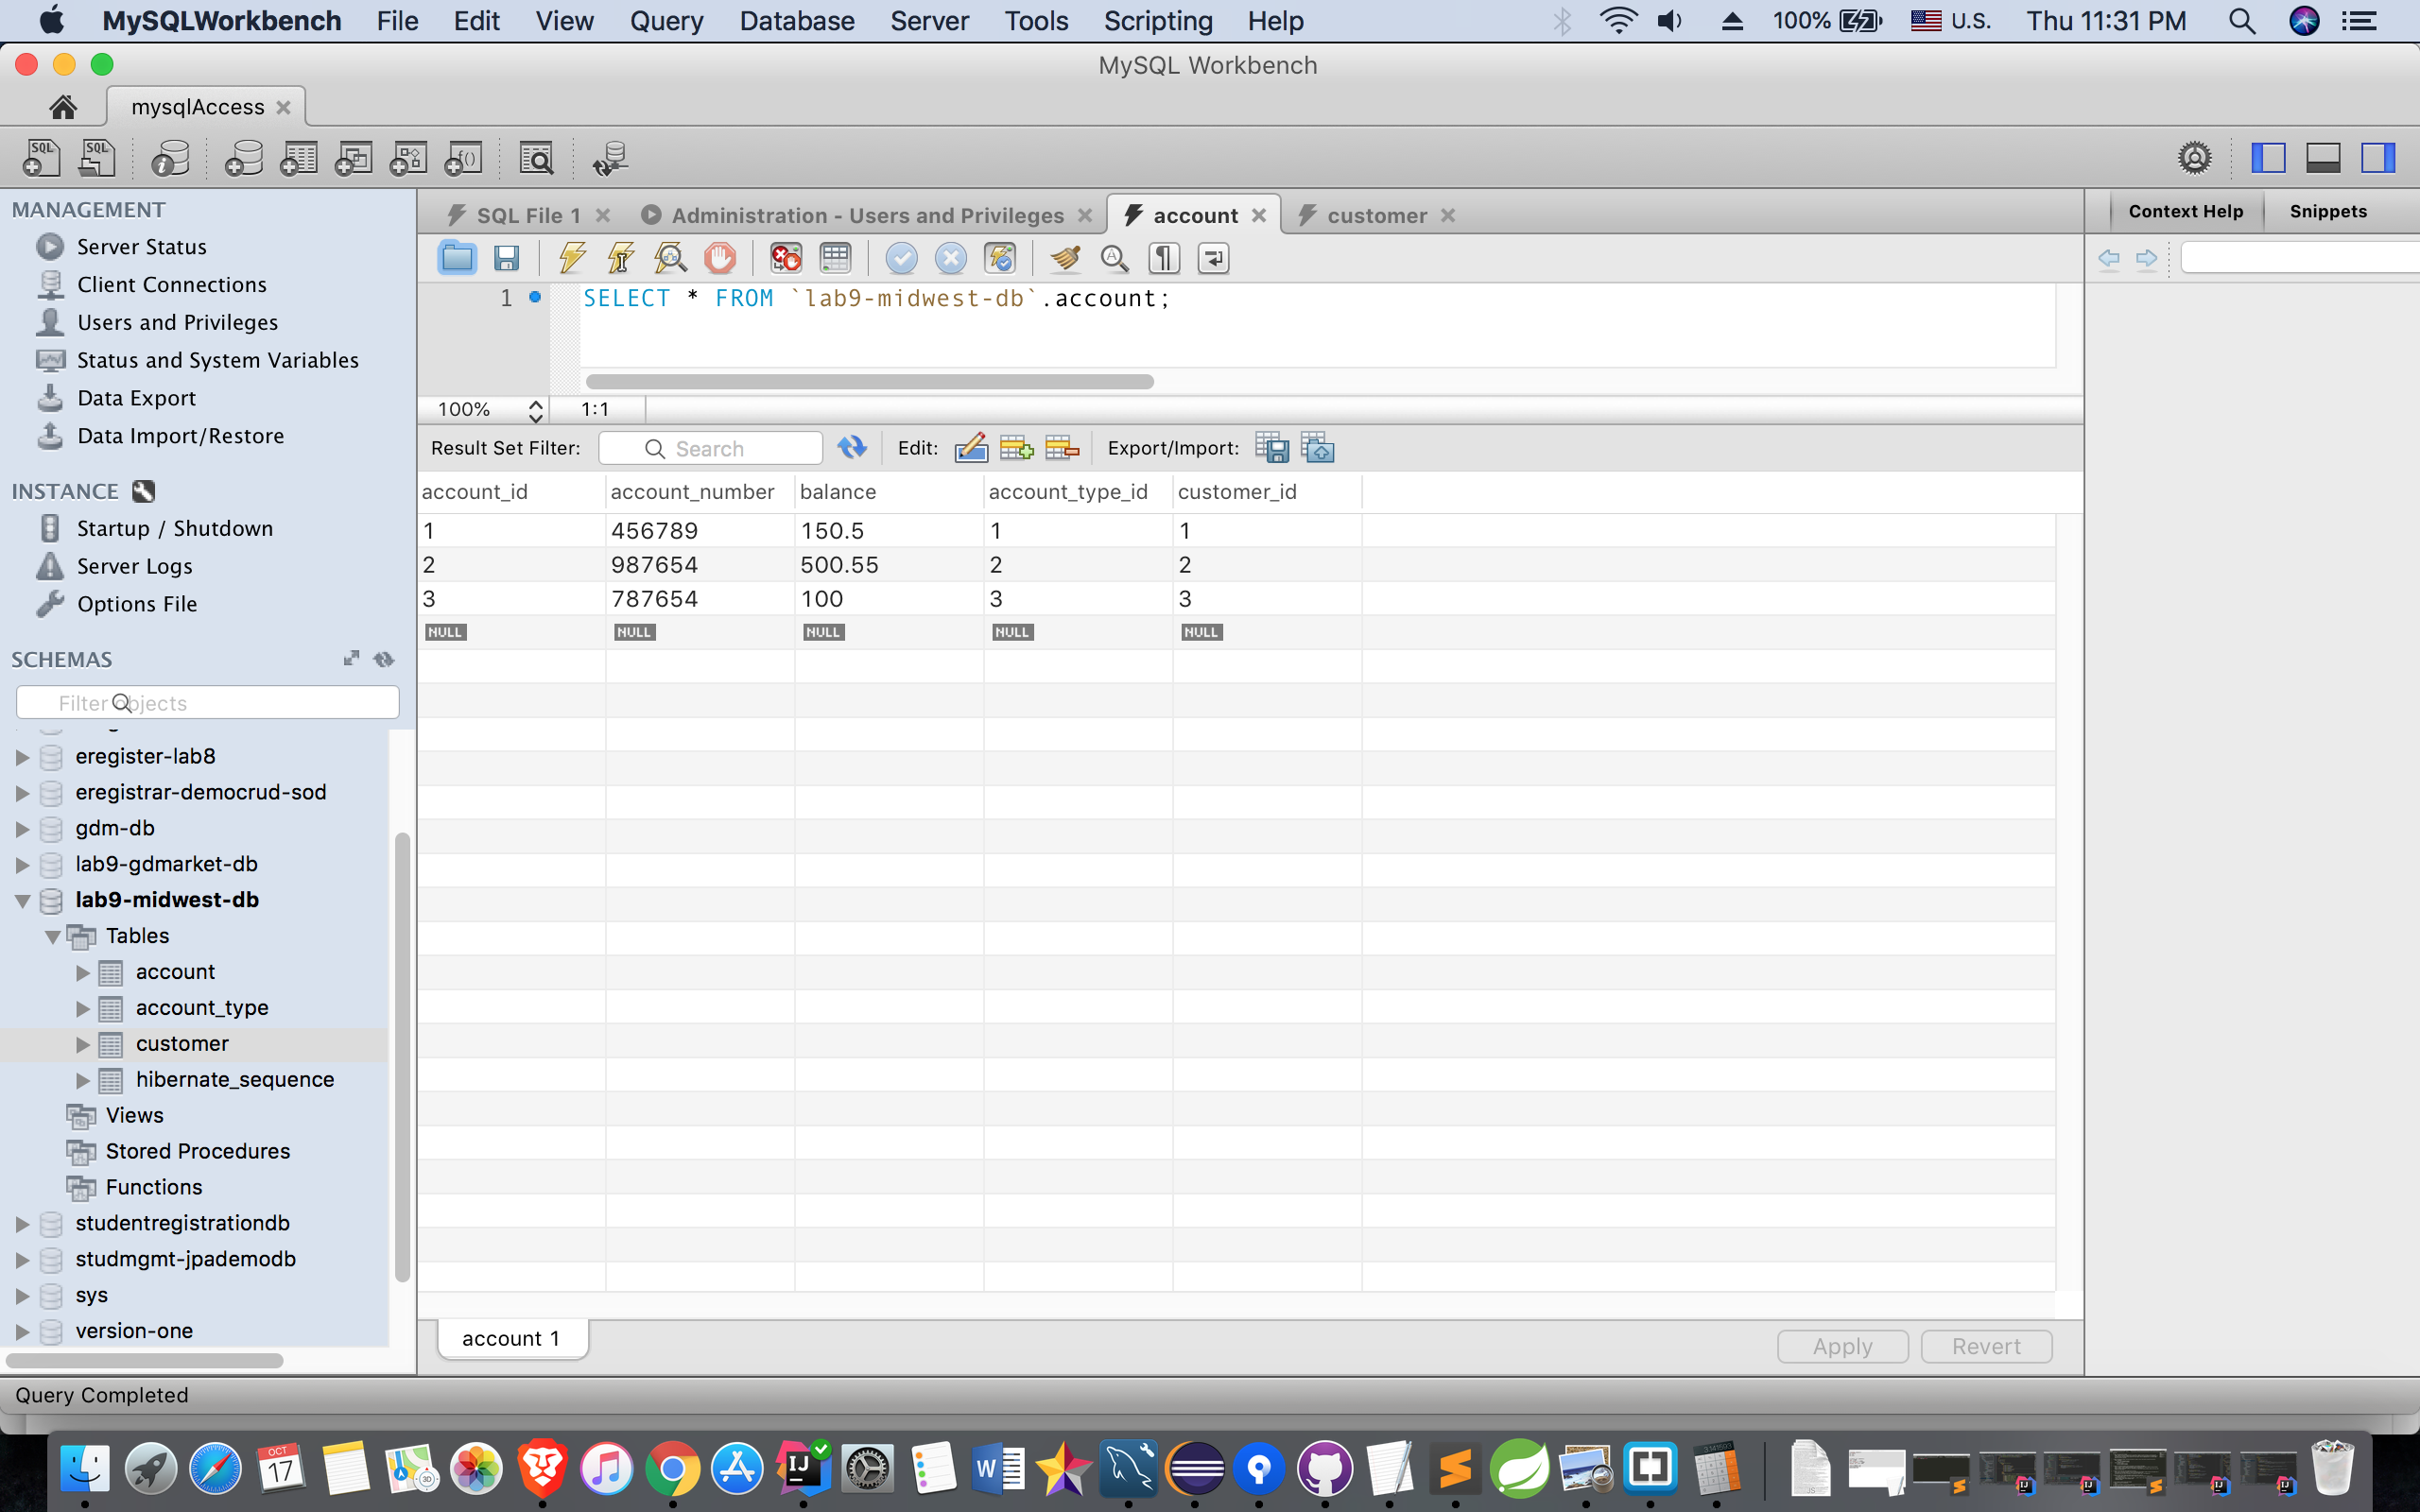 MySQLWorkbench File Edit View Query Database Server Tools Scripting Help 100% U.S. Thu 11:31 PM
MySQL Workbench
mysqlAccess
MANAGEMENT
Server Status
Client Connections
Users and Privileges
Status and System Variables
Data Export
Data Import/Restore
INSTANCE
Startup / Shutdown
Server Logs
Options File
SCHEMAS
Filter objects
eregister-lab8
eregistrar-democrud-sod
gdm-db
lab9-gdmarket-db
lab9-midwest-db
Tables
account
account_type
customer
hibernate_sequence
Views
Stored Procedures
Functions
studentregistrationdb
studmgmt-jpademodb
sys
version-one
SQL File 1 Administration - Users and Privileges account customer
1 SELECT * FROM `lab9-midwest-db`.account;
100% 1:1
Result Set Filter: Search Edit: Export/Import:
account_id account_number balance account_type_id customer_id
1 456789 150.5 1 1
2 987654 500.55 2 2
3 787654 100 3 3
NULL NULL NULL NULL NULL
account 1 Apply Revert
Context Help Snippets
Query Completed
OCT
17